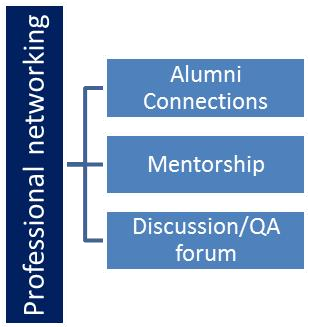 Professional networking
Alumni
Connections
Mentorship
Discussion/QA
forum